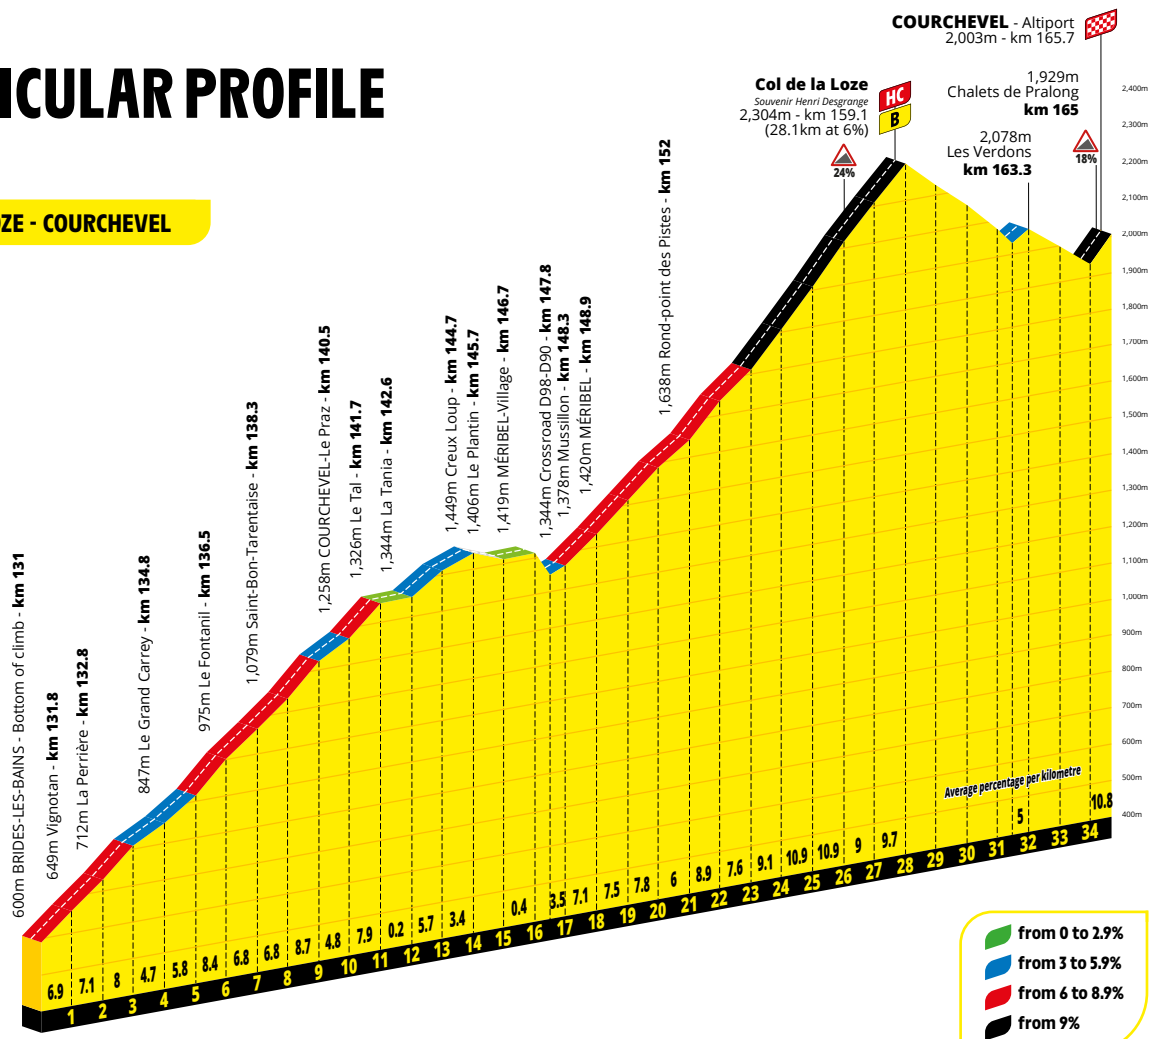 ICULAR PROFILE
ZE - COURCHEVEL
COURCHEVEL - Altiport
2,003m - km 165.7
Col de la Loze
Souvenir Henri Desgrange
2,304m - km 159.1
(28.1km at 6%)
HC
B
1,929m
Chalets de Pralong
km 165
2,078m
Les Verdons
km 163.3
24%
18%
600m BRIDES-LES-BAINS - Bottom of climb - km 131
649m Vignotan - km 131.8
712m La Perrière - km 132.8
847m Le Grand Carrey - km 134.8
975m Le Fontanil - km 136.5
1,079m Saint-Bon-Tarentaise - km 138.3
1,258m COURCHEVEL-Le Praz - km 140.5
1,326m Le Tal - km 141.7
1,344m La Tania - km 142.6
1,449m Creux Loup - km 144.7
1,406m Le Plantin - km 145.7
1,419m MÉRIBEL-Village - km 146.7
1,344m Crossroad D98-D90 - km 147.8
1,378m Mussillon - km 148.3
1,420m MÉRIBEL - km 148.9
1,638m Rond-point des Pistes - km 152
2,400m
2,300m
2,200m
2,100m
2,000m
1,900m
1,800m
1,700m
1,600m
1,500m
1,400m
1,300m
1,200m
1,100m
1,000m
900m
800m
700m
600m
500m
400m
Average percentage per kilometre
6.9 7.1 8 4.7 5.8 8.4 6.8 6.8 8.7 4.8 7.9 0.2 5.7 3.4 0.4 3.5 7.1 7.5 7.8 6 8.9 7.6 9.1 10.9 10.9 9 9.7 5 10.8
1 2 3 4 5 6 7 8 9 10 11 12 13 14 15 16 17 18 19 20 21 22 23 24 25 26 27 28 29 30 31 32 33 34
from 0 to 2.9%
from 3 to 5.9%
from 6 to 8.9%
from 9%